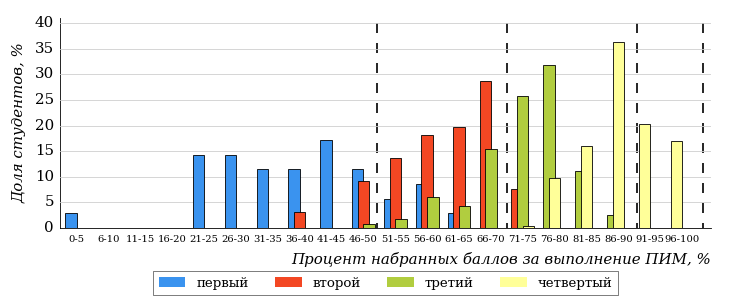 Доля студентов, %
40
35
30
25
20
15
10
5
0
0-5 6-10 11-15 16-20 21-25 26-30 31-35 36-40 41-45 46-50 51-55 56-60 61-65 66-70 71-75 76-80 81-85 86-90 91-95 96-100
Процент набранных баллов за выполнение ПИМ, %
первый второй третий четвертый